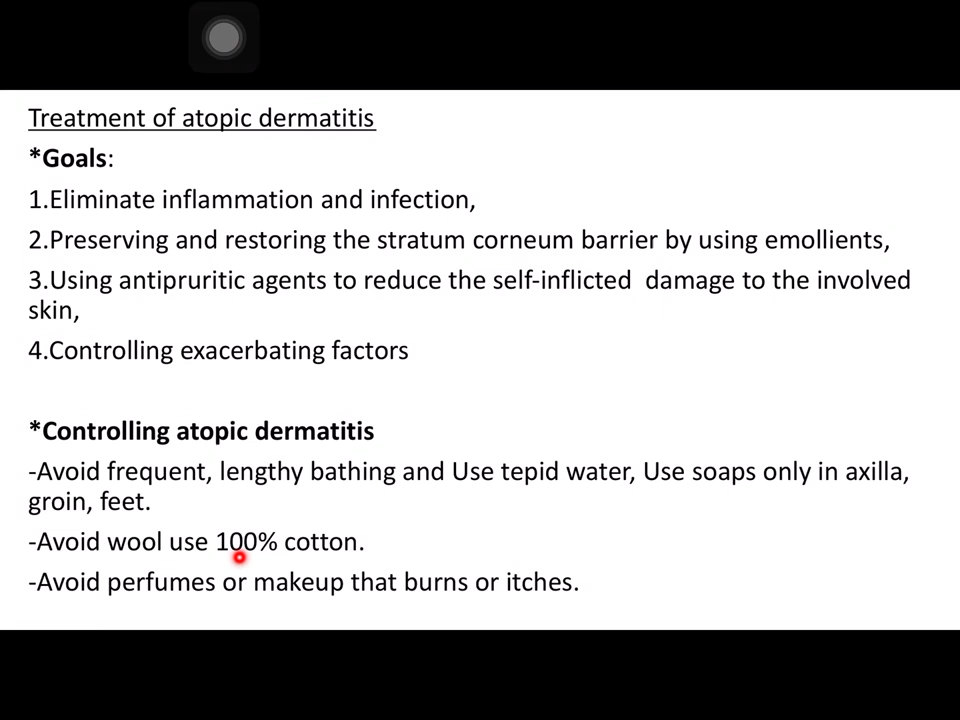 Treatment of atopic dermatitis
*Goals:
1.Eliminate inflammation and infection,
2.Preserving and restoring the stratum corneum barrier by using emollients,
3.Using antipruritic agents to reduce the self-inflicted  damage to the involved
skin,
4.Controlling exacerbating factors
*Controlling atopic dermatitis
-Avoid frequent, lengthy bathing and Use tepid water, Use soaps only in axilla,
groin, feet.
-Avoid wool use 100% cotton.
-Avoid perfumes or makeup that burns or itches.